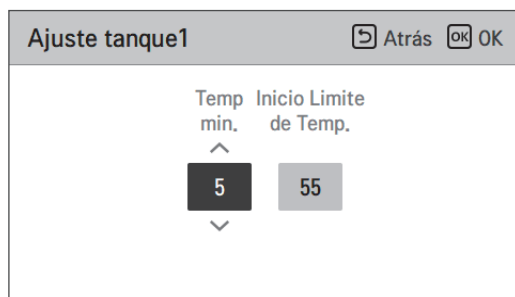 Ajuste tanque1
Atrás
OK OK
Temp min.
Inicio Limite de Temp.
5
55